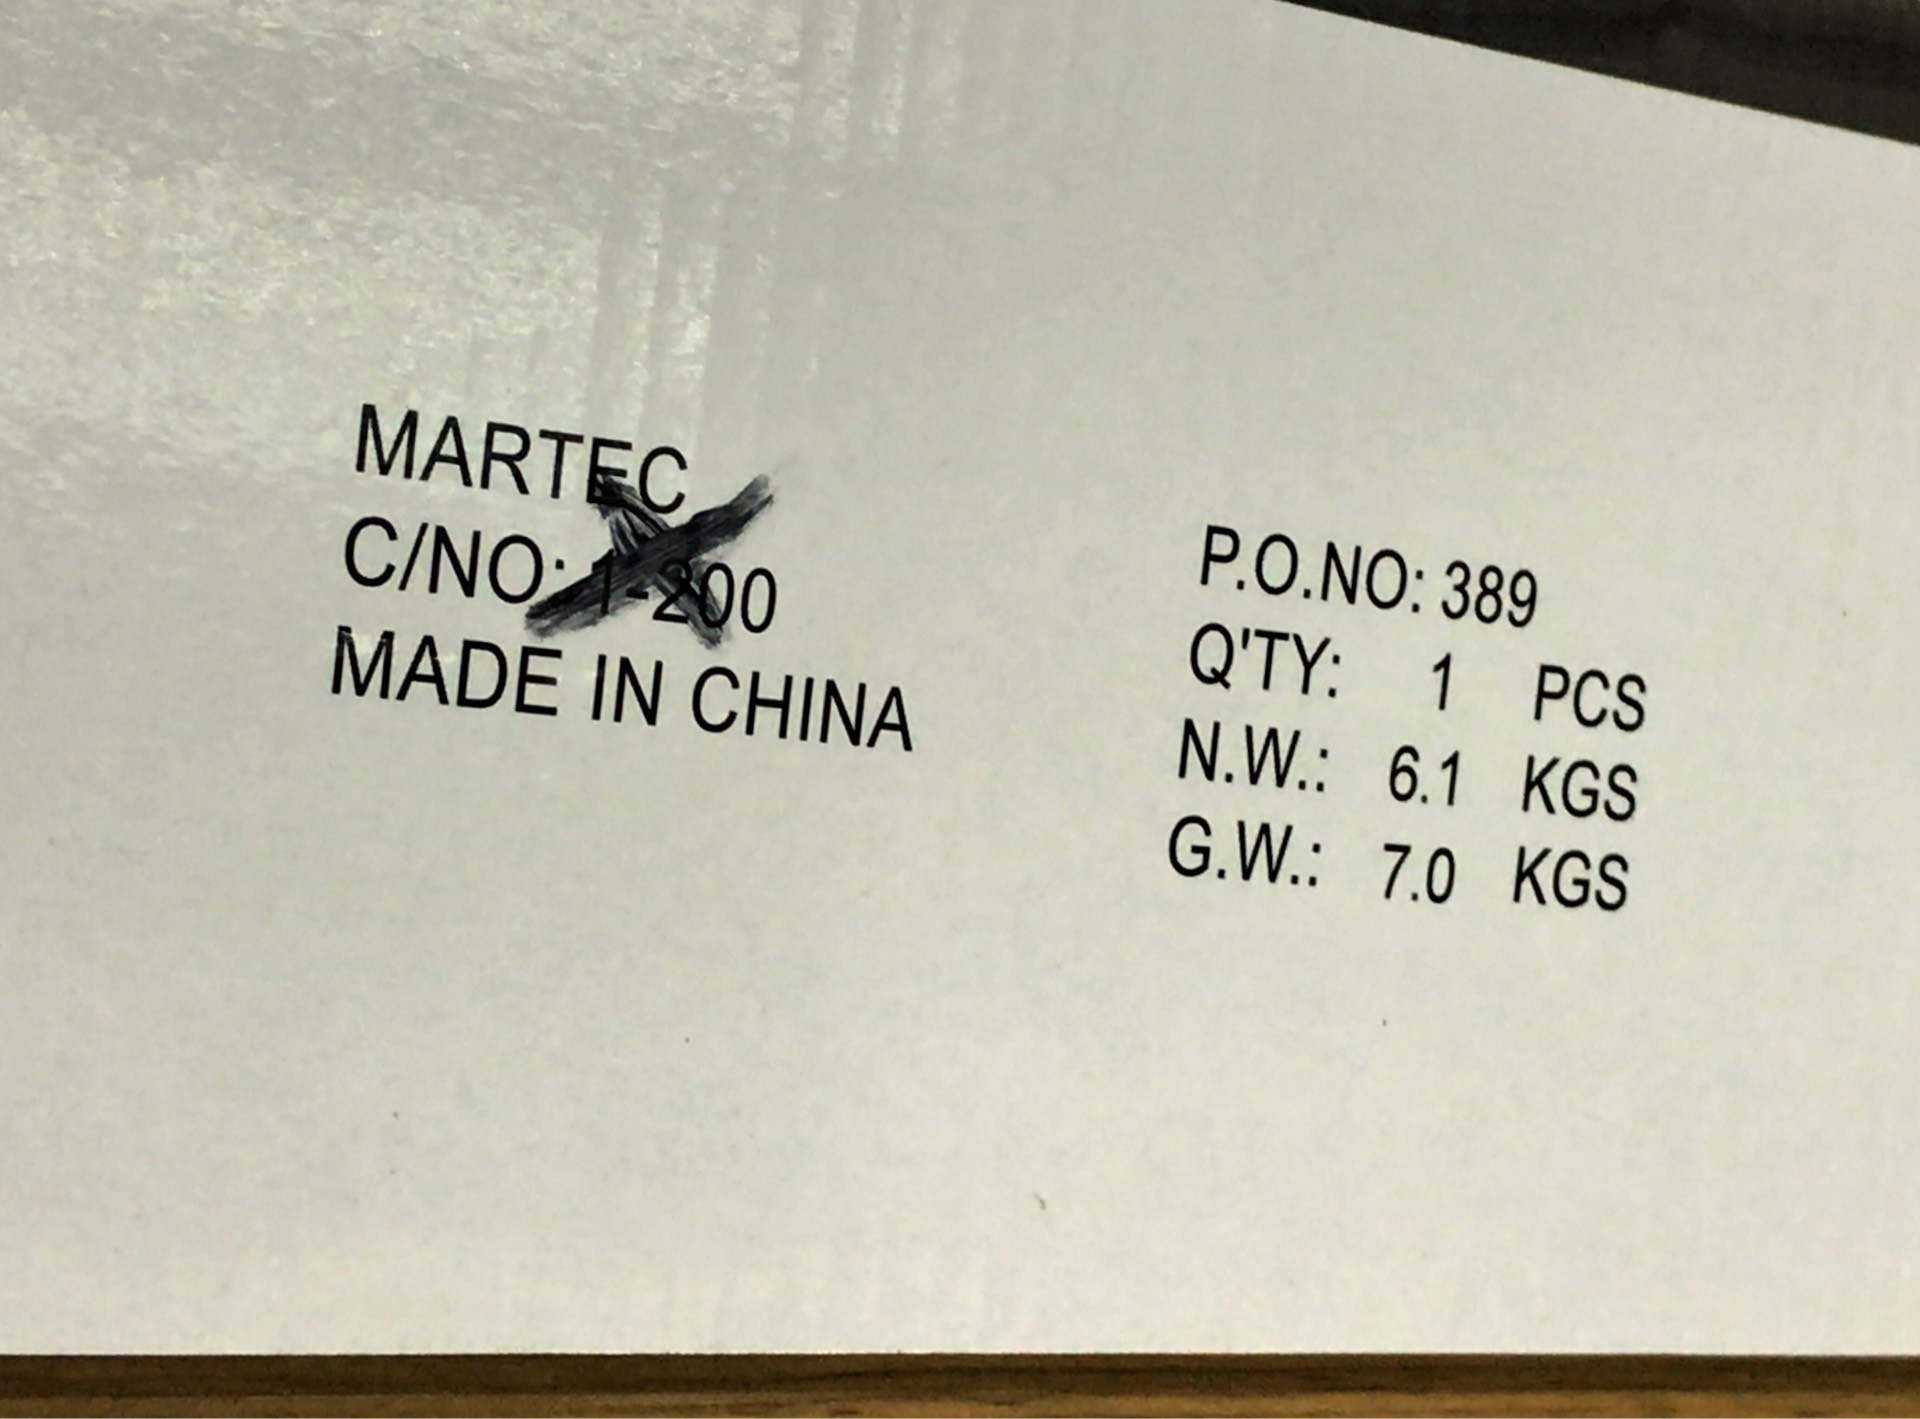 MARTEC
C/NO: 1-200
MADE IN CHINA
P.O.NO: 389
Q'TY: 1 PCS
N.W.: 6.1 KGS
G.W.: 7.0 KGS